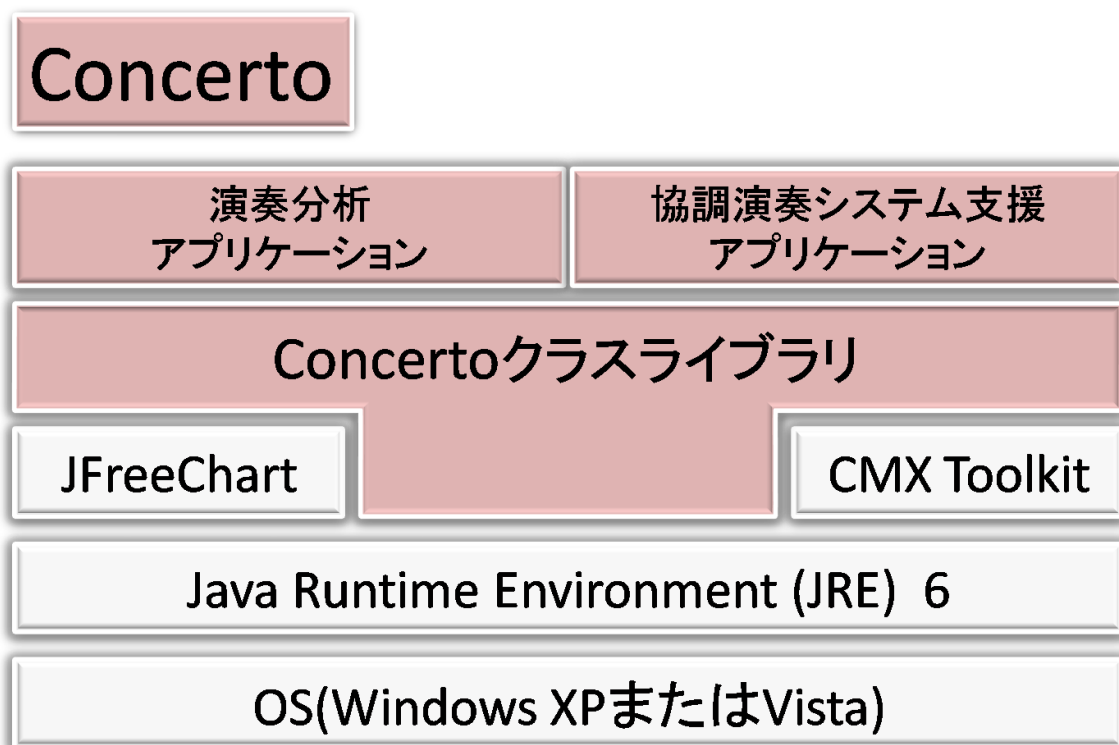 Concerto
演奏分析
アプリケーション
協調演奏システム支援
アプリケーション
Concertoクラスライブラリ
JFreeChart
CMX Toolkit
Java Runtime Environment (JRE) 6
OS(Windows XPまたはVista)